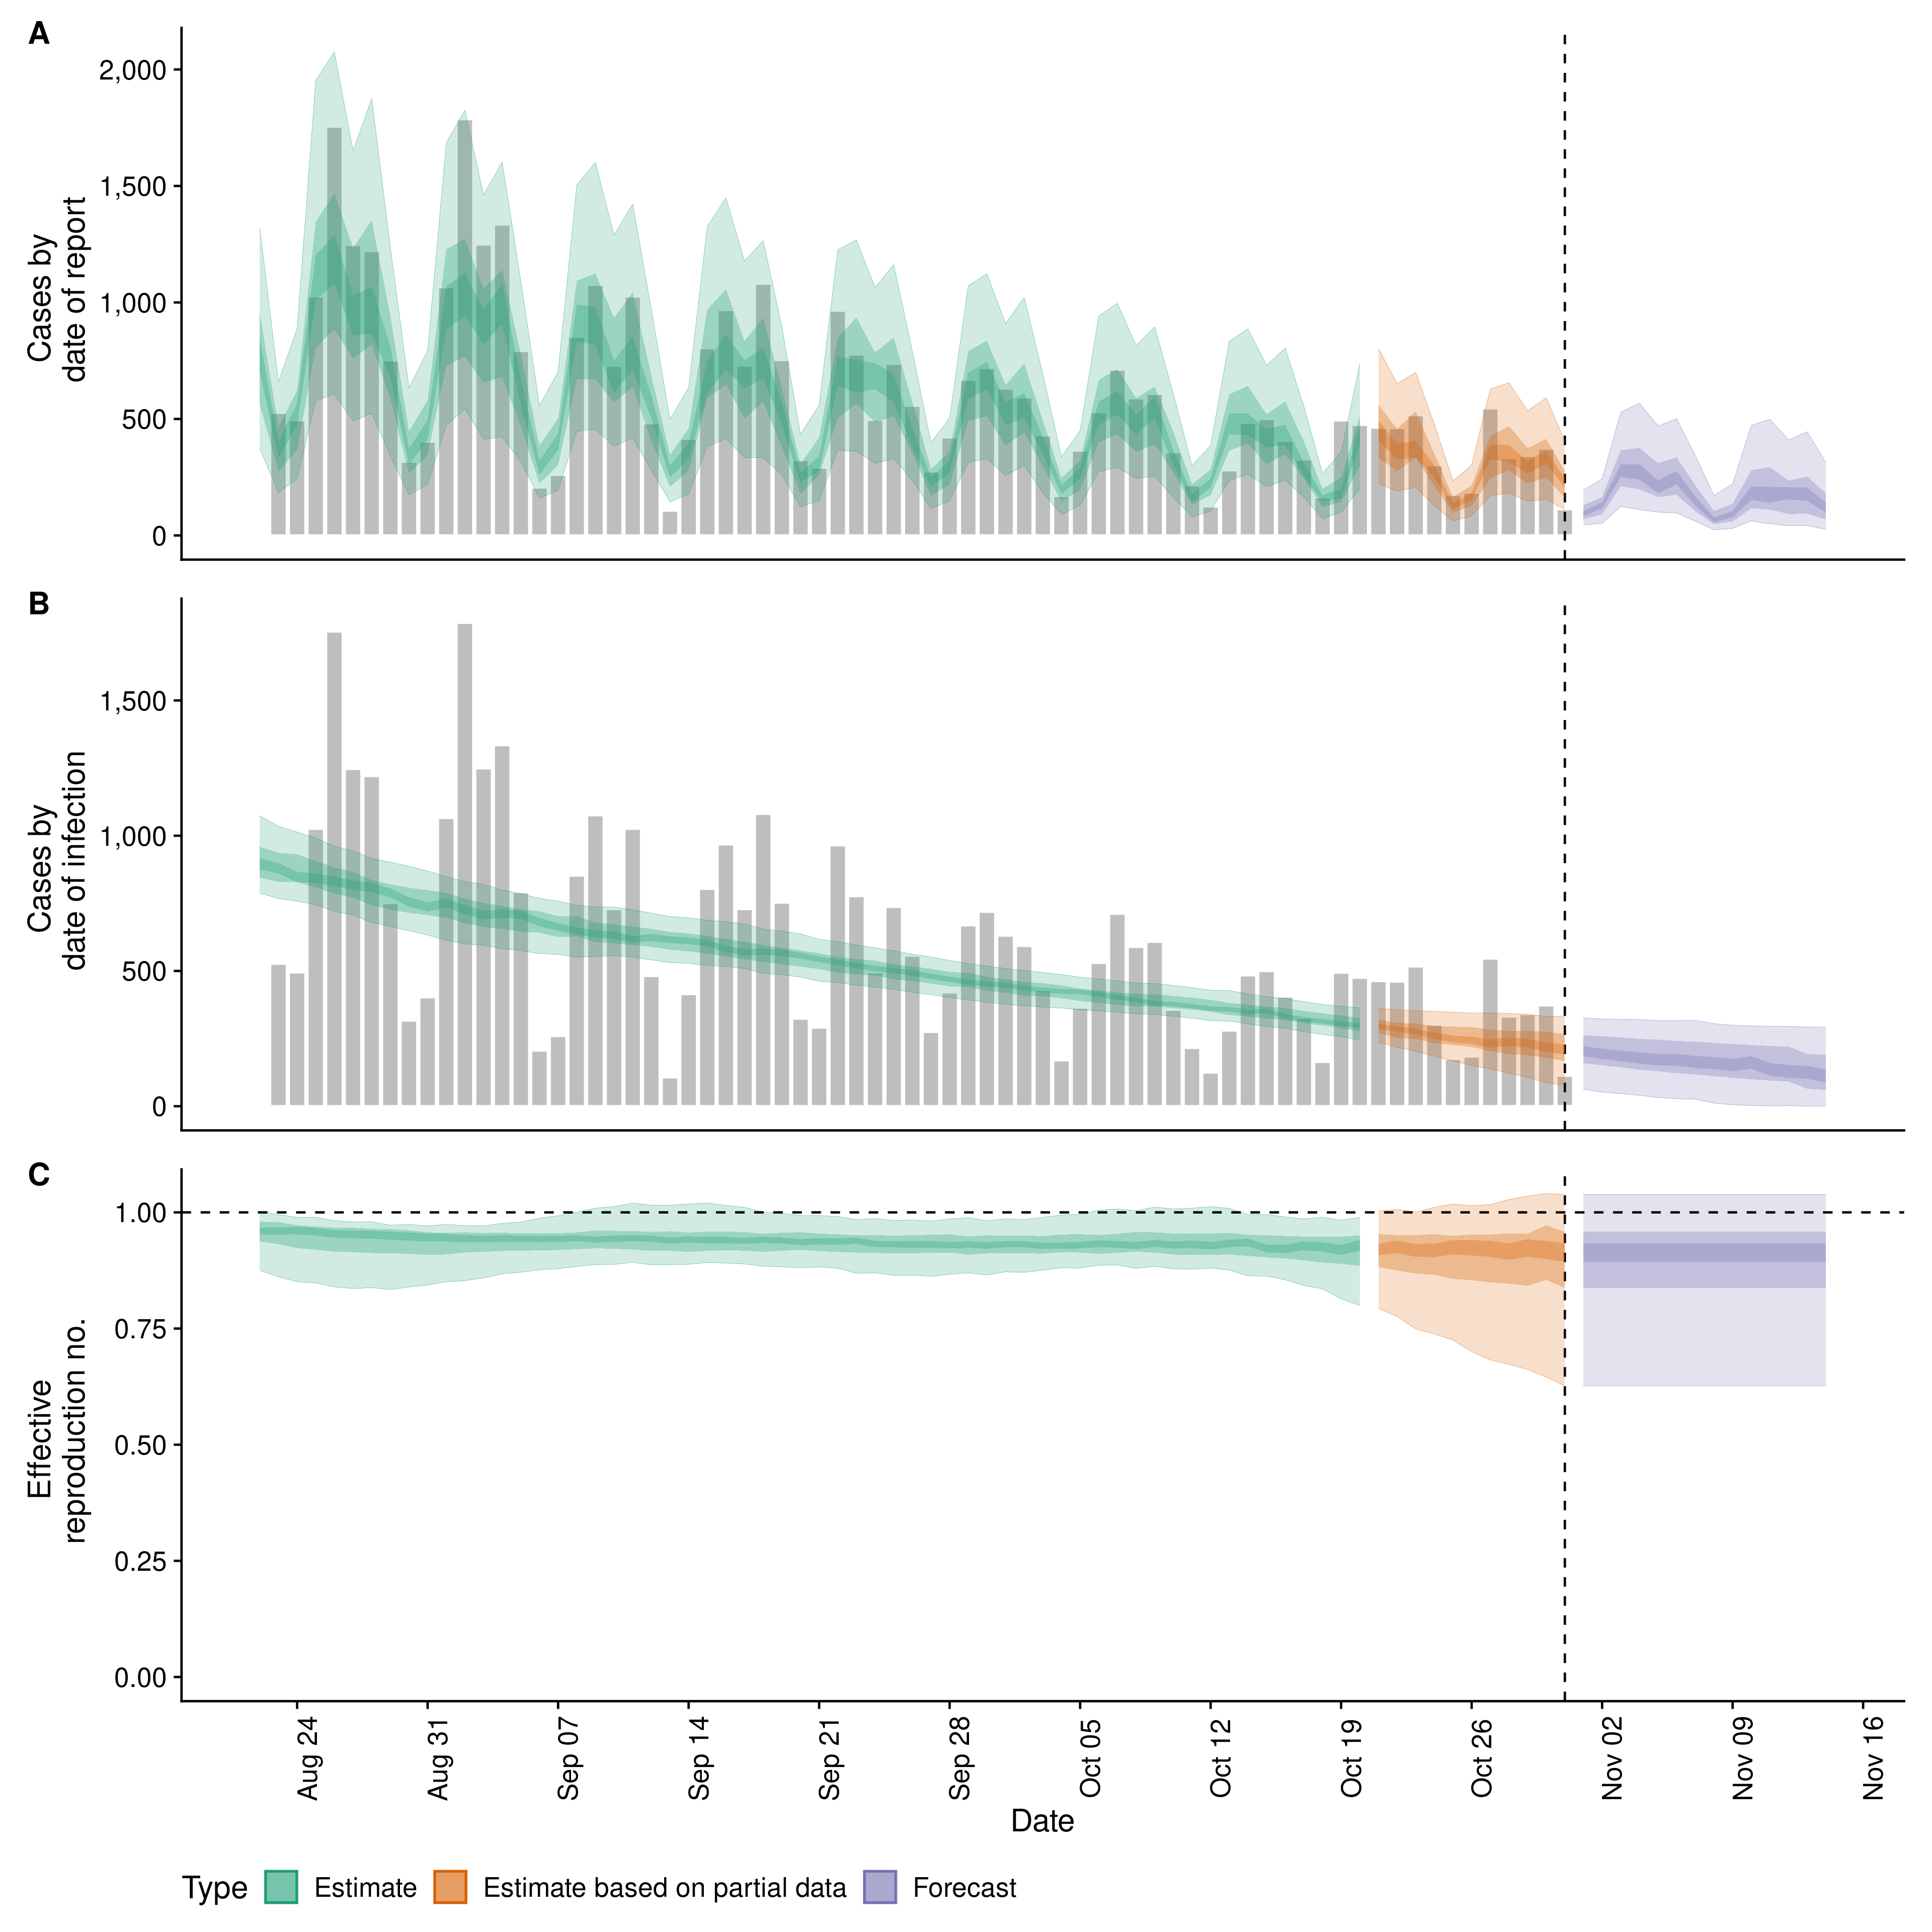 A
2,000
1,500
1,000
500
0
Cases by
date of report
B
1,500
1,000
500
0
Cases by
date of infection
C
1.00
0.75
0.50
0.25
0.00
Effective
reproduction no.
Aug 24
Aug 31
Sep 07
Sep 14
Sep 21
Sep 28
Oct 05
Oct 12
Oct 19
Oct 26
Nov 02
Nov 09
Nov 16
Date
Type Estimate Estimate based on partial data Forecast